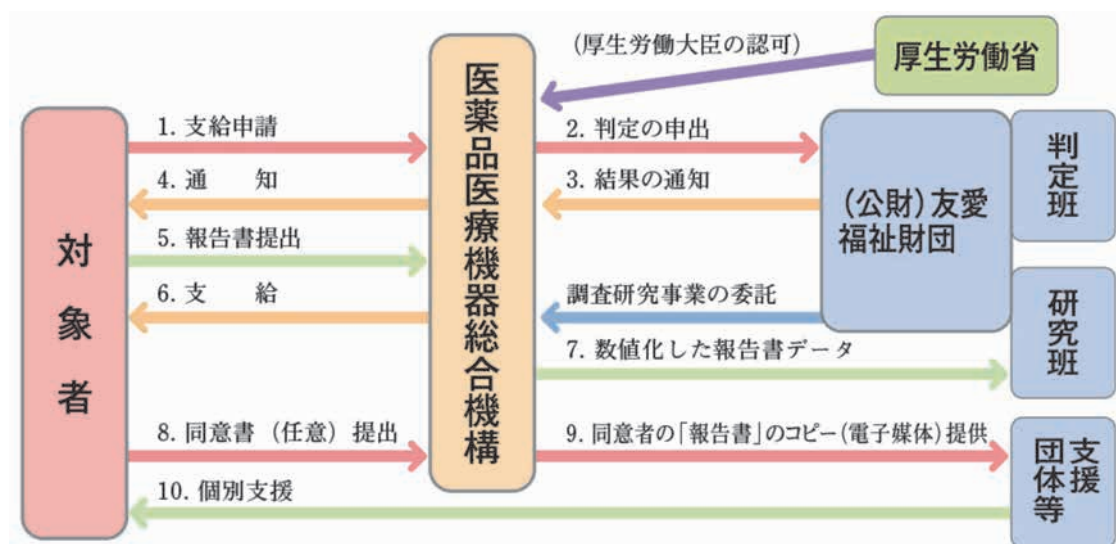 (厚生労働大臣の認可)
厚生労働省
対象者
医薬品医療機器総合機構
(公財)友愛
福祉財団
判定班
研究班
支援
団体等
1. 支給申請
2. 判定の申出
4. 通　知
3. 結果の通知
5. 報告書提出
6. 支　給
調査研究事業の委託
7. 数値化した報告書データ
8. 同意書（任意）提出
9. 同意者の「報告書」のコピー(電子媒体)提供
10. 個別支援